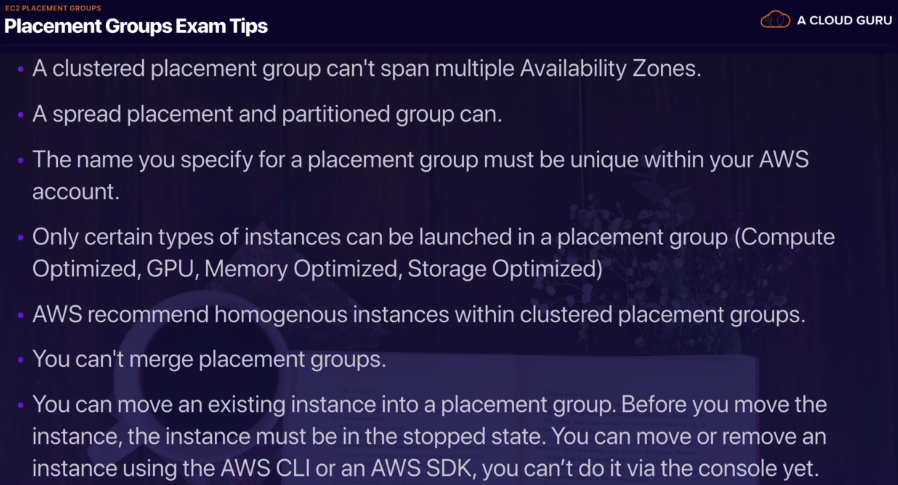 EC2 PLACEMENT GROUPS
Placement Groups Exam Tips
A CLOUD GURU
• A clustered placement group can't span multiple Availability Zones.
• A spread placement and partitioned group can.
• The name you specify for a placement group must be unique within your AWS
account.
• Only certain types of instances can be launched in a placement group (Compute
Optimized, GPU, Memory Optimized, Storage Optimized)
• AWS recommend homogenous instances within clustered placement groups.
• You can't merge placement groups.
• You can move an existing instance into a placement group. Before you move the
instance, the instance must be in the stopped state. You can move or remove an
instance using the AWS CLI or an AWS SDK, you can’t do it via the console yet.